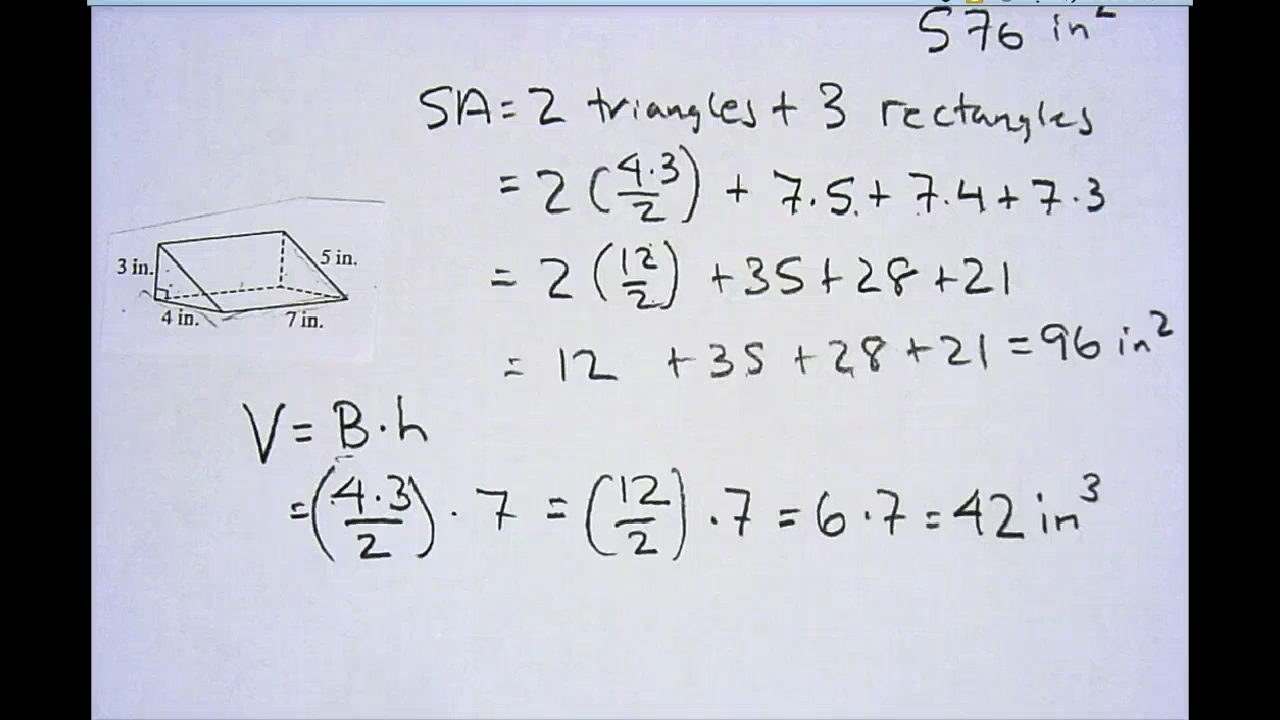 576 in²
SA = 2 triangles + 3 rectangles
= 2 (4·3/2) + 7·5 + 7·4 + 7·3
3 in.
5 in.
4 in.
7 in.
= 2 (12/2) + 35 + 28 + 21
= 12 + 35 + 28 + 21 = 96 in²
V = B·h
= (4·3/2) · 7 = (12/2) · 7 = 6·7 = 42 in³